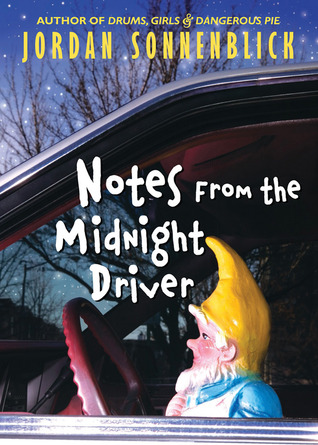 AUTHOR OF DRUMS, GIRLS & DANGEROUS PIE
JORDAN SONNENBLICK
NOTES FROM THE
MIDNIGHT
DRIVER